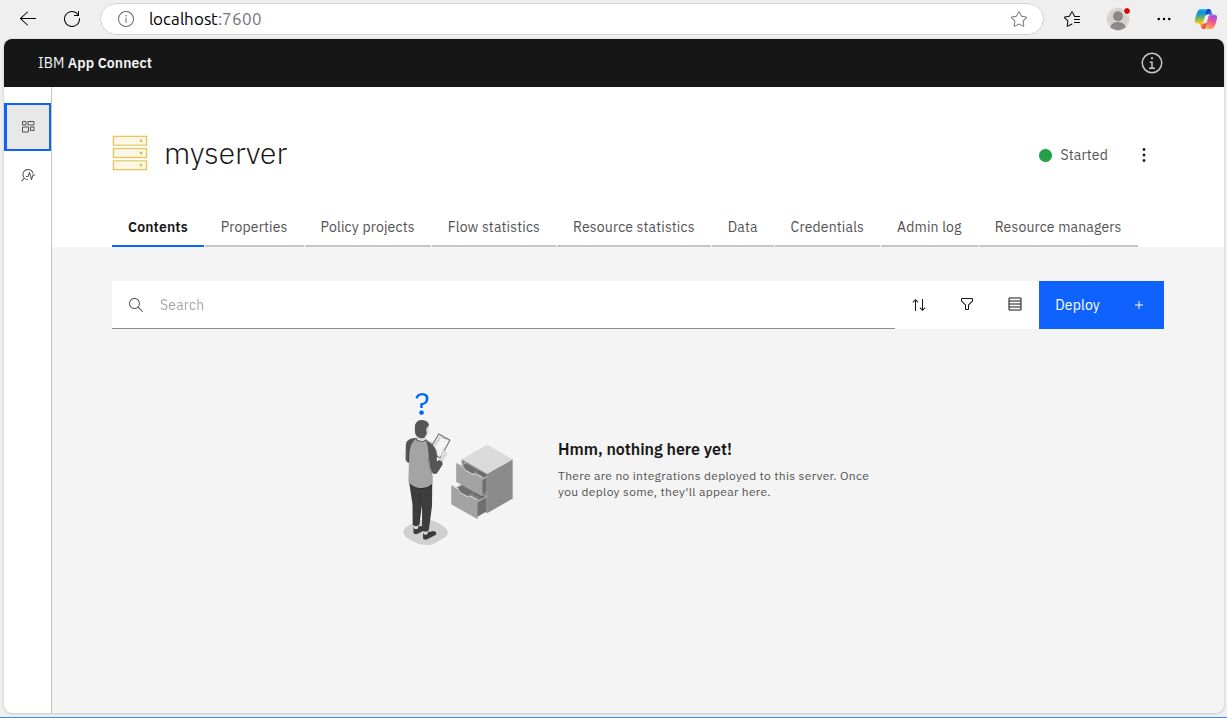 localhost:7600
IBM App Connect
myserver
Started
Contents Properties Policy projects Flow statistics Resource statistics Data Credentials Admin log Resource managers
Search
Deploy +
?
Hmm, nothing here yet!
There are no integrations deployed to this server. Once
you deploy some, they'll appear here.